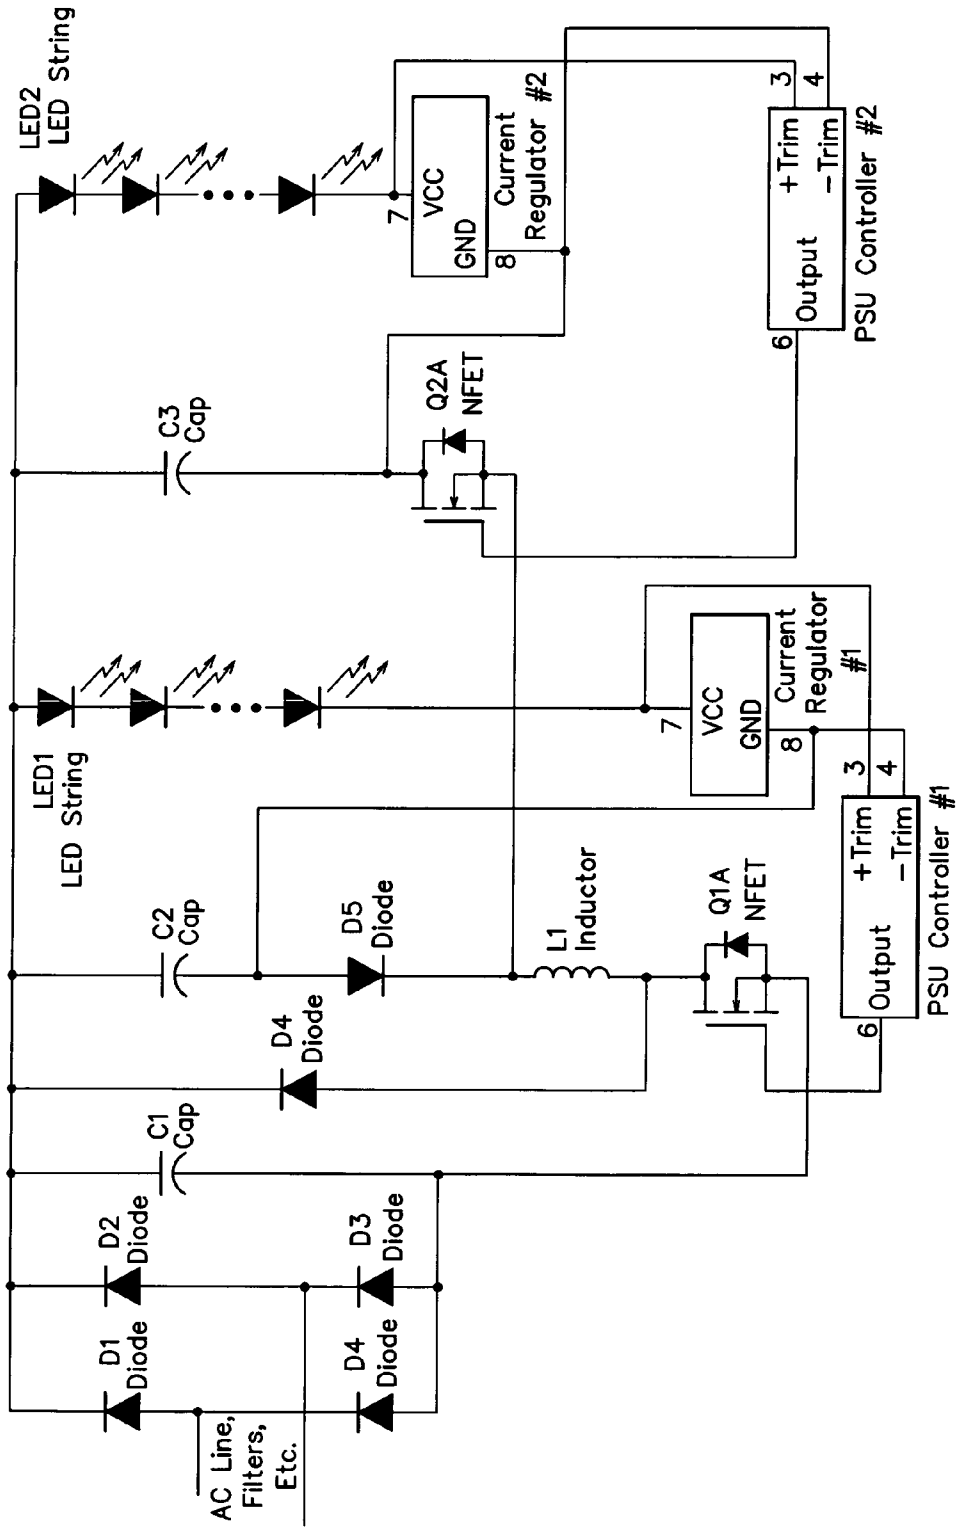 AC Line,
Filters,
Etc.
D1
Diode
D4
Diode
D2
Diode
D3
Diode
C1
Cap
D4
Diode
C2
Cap
D5
Diode
L1
Inductor
Q1A
NFET
6
Output
+Trim
-Trim
3
4
PSU Controller #1
LED1
LED String
7
VCC
GND
8
Current
Regulator
#1
C3
Cap
Q2A
NFET
LED2
LED String
7
VCC
GND
8
Current
Regulator #2
6
Output
+Trim
-Trim
3
4
PSU Controller #2